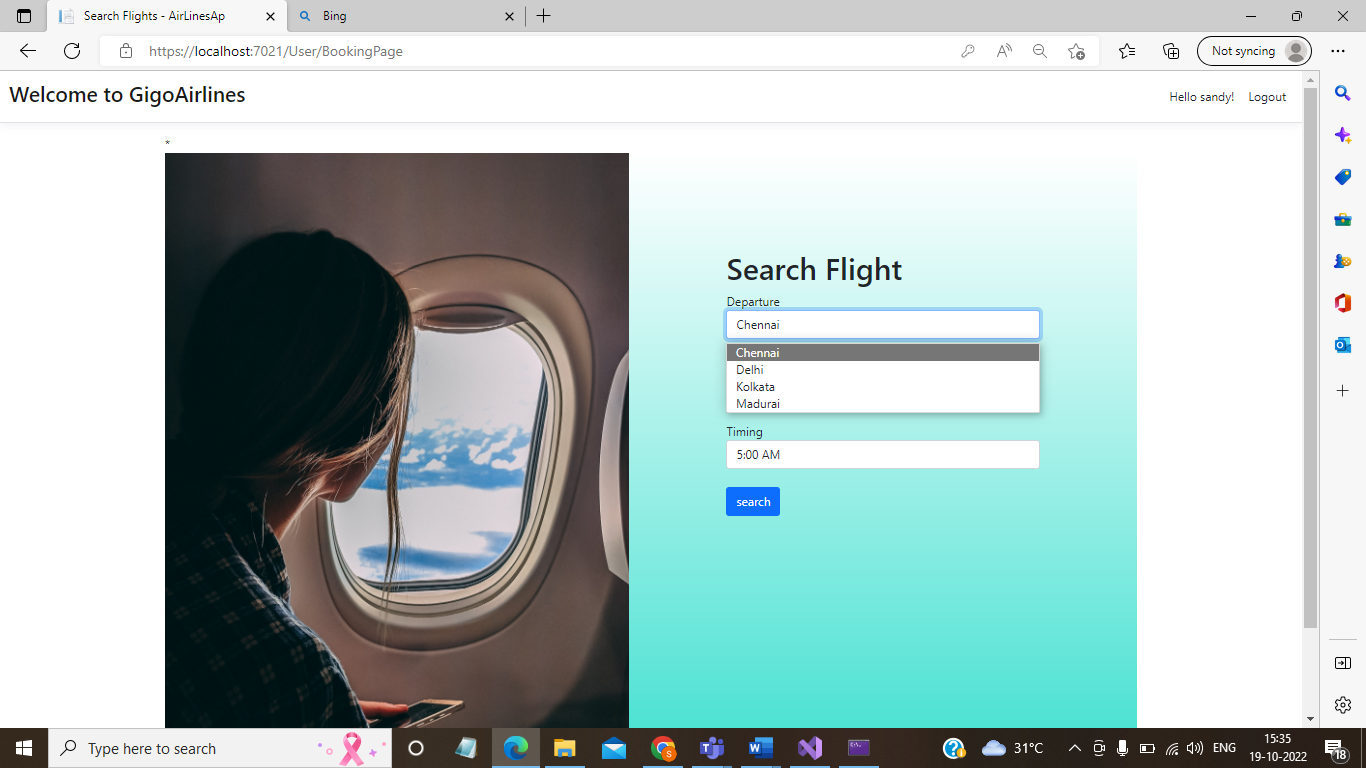 Search Flights - AirLinesAp
Bing
https://localhost:7021/User/BookingPage
Not syncing
Welcome to GigoAirlines
Hello sandy!
Logout
*
Search Flight
Departure
Chennai
Chennai
Delhi
Kolkata
Madurai
Timing
5:00 AM
search
Type here to search
31°C
ENG
15:35
19-10-2022
18